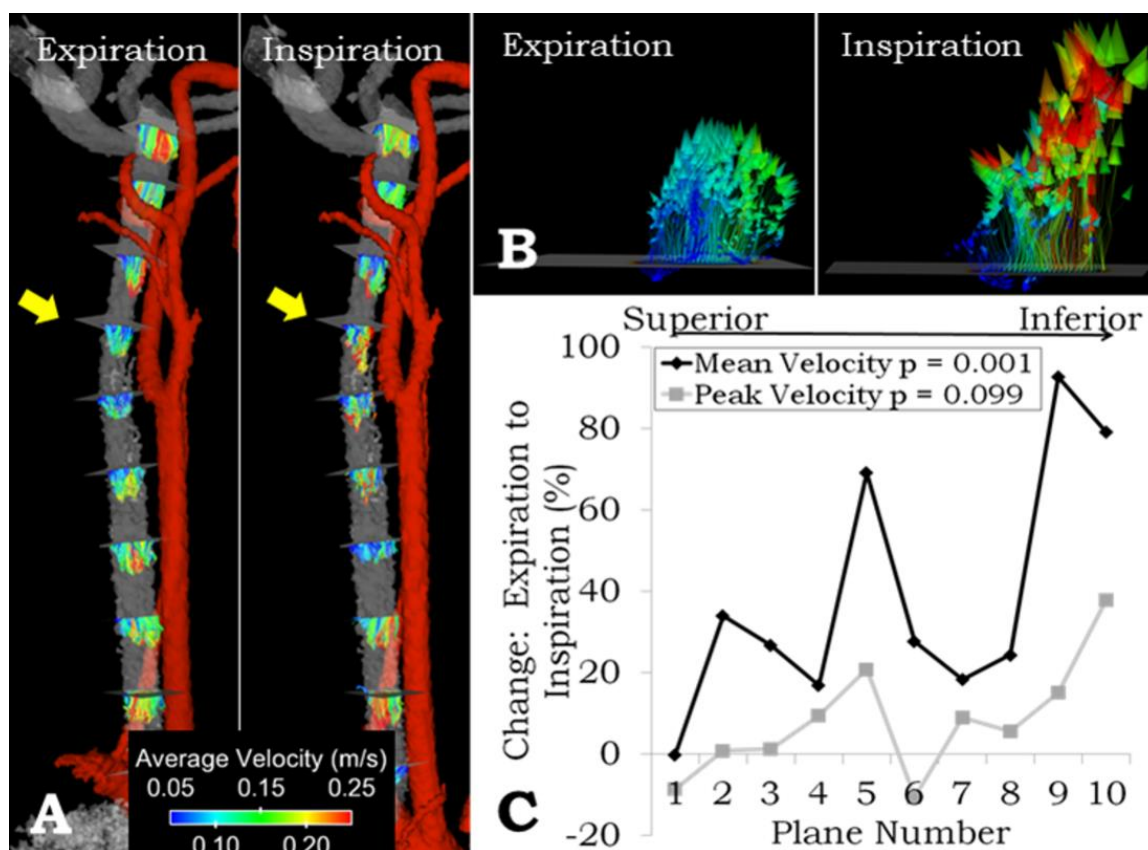 Expiration
Inspiration
Average Velocity (m/s)
0.05 0.15 0.25
0.10 0.20
A
Expiration
Inspiration
B
Superior Inferior
Mean Velocity p = 0.001
Peak Velocity p = 0.099
Change: Expiration to
Inspiration (%)
100
80
60
40
20
0
-20
1 2 3 4 5 6 7 8 9 10
Plane Number
C